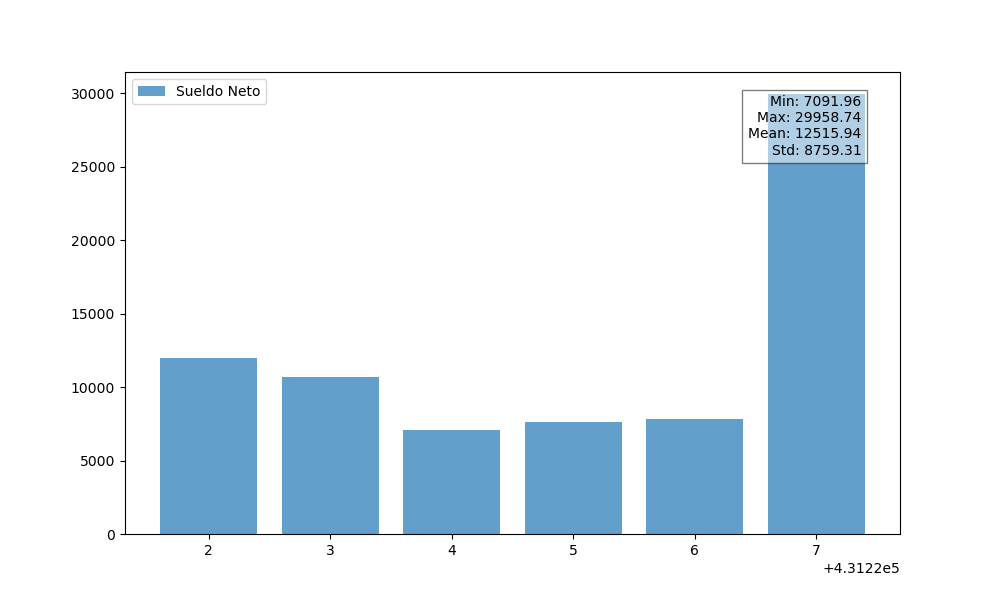 Sueldo Neto
Min: 7091.96
Max: 29958.74
Mean: 12515.94
Std: 8759.31
30000
25000
20000
15000
10000
5000
0
2 3 4 5 6 7
+4.3122e5